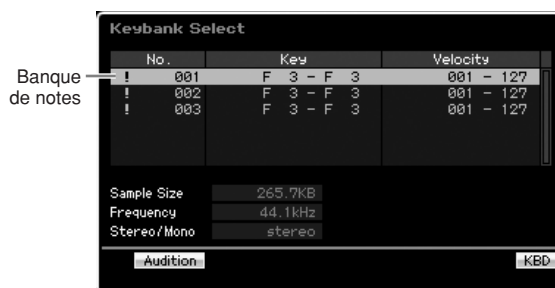 Keybank Select
No. Key Velocity
Banque de notes
! 001 F 3 - F 3 001 - 127
! 002 F 3 - F 3 001 - 127
! 003 F 3 - F 3 001 - 127
Sample Size 265.7KB
Frequency 44.1kHz
Stereo/Mono stereo
Audition KBD